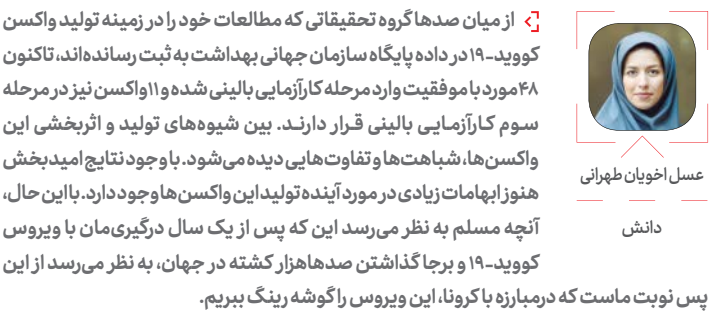 از میان صدها گروه تحقیقاتی که مطالعات خود را در زمینه تولید واکسن
کووید-۱۹ در داده پایگاه سازمان جهانی بهداشت به ثبت رسانده‌اند، تاکنون
۴۸ مورد با موفقیت وارد مرحله کارآزمایی بالینی شده و ۱۱ واکسن نیز در مرحله
سوم کارآزمایی بالینی قرار دارند. بین شیوه‌های تولید و اثربخشی این
واکسن‌ها، شباهت‌ها و تفاوت‌هایی دیده می‌شود. با وجود نتایج امیدبخش
هنوز ابهامات زیادی در مورد آینده تولید این واکسن‌ها وجود دارد. با این حال،
آنچه مسلم به نظر می‌رسد این که پس از یک سال درگیری‌مان با ویروس
کووید-۱۹ و برجا گذاشتن صدهاهزار کشته در جهان، به نظر می‌رسد از این
پس نوبت ماست که درمبارزه با کرونا، این ویروس را گوشه رینگ ببریم.
عسل اخویان طهرانی
دانش